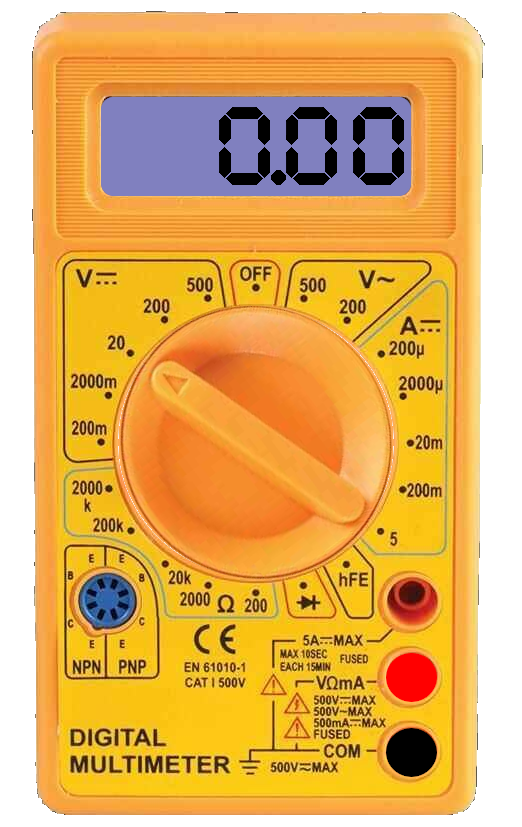 0.00
OFF
V⎓
500
200
20
2000m
200m
V~
500
200
A⎓
200µ
2000µ
20m
200m
5
2000
k
200k
20k
2000
Ω
200
hFE
E E
B B
C C
E E
NPN PNP
CE
EN 61010-1
CAT I 500V
5A⎓MAX
MAX 10SEC
EACH 15MIN
FUSED
VΩmA
500V⎓MAX
500V~MAX
500mA⎓MAX
FUSED
COM
500V≂MAX
DIGITAL
MULTIMETER